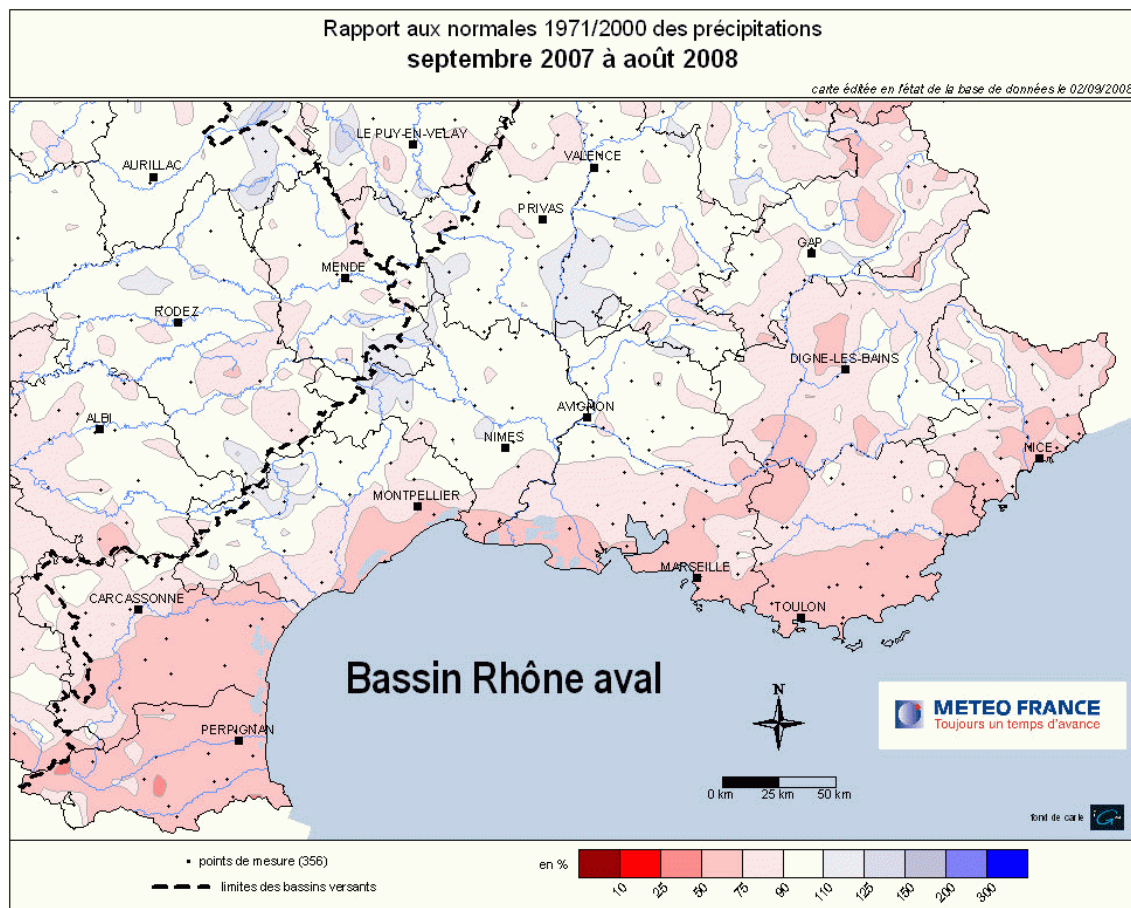 Rapport aux normales 1971/2000 des précipitations
septembre 2007 à août 2008
carte éditée en l'état de la base de données le 02/09/2008
LE PUY-EN-VELAY
AURILLAC
VALENCE
PRIVAS
GAP
MENDE
RODEZ
DIGNE-LES-BAINS
AVIGNON
ALBI
NIMES
NICE
MONTPELLIER
MARSEILLE
CARCASSONNE
TOULON
Bassin Rhône aval
N
METEO FRANCE
Toujours un temps d'avance
PERPIGNAN
0 km 25 km 50 km
fond de carte
points de mesure (356)
limites des bassins versants
en %
10 25 50 75 90 110 125 150 200 300